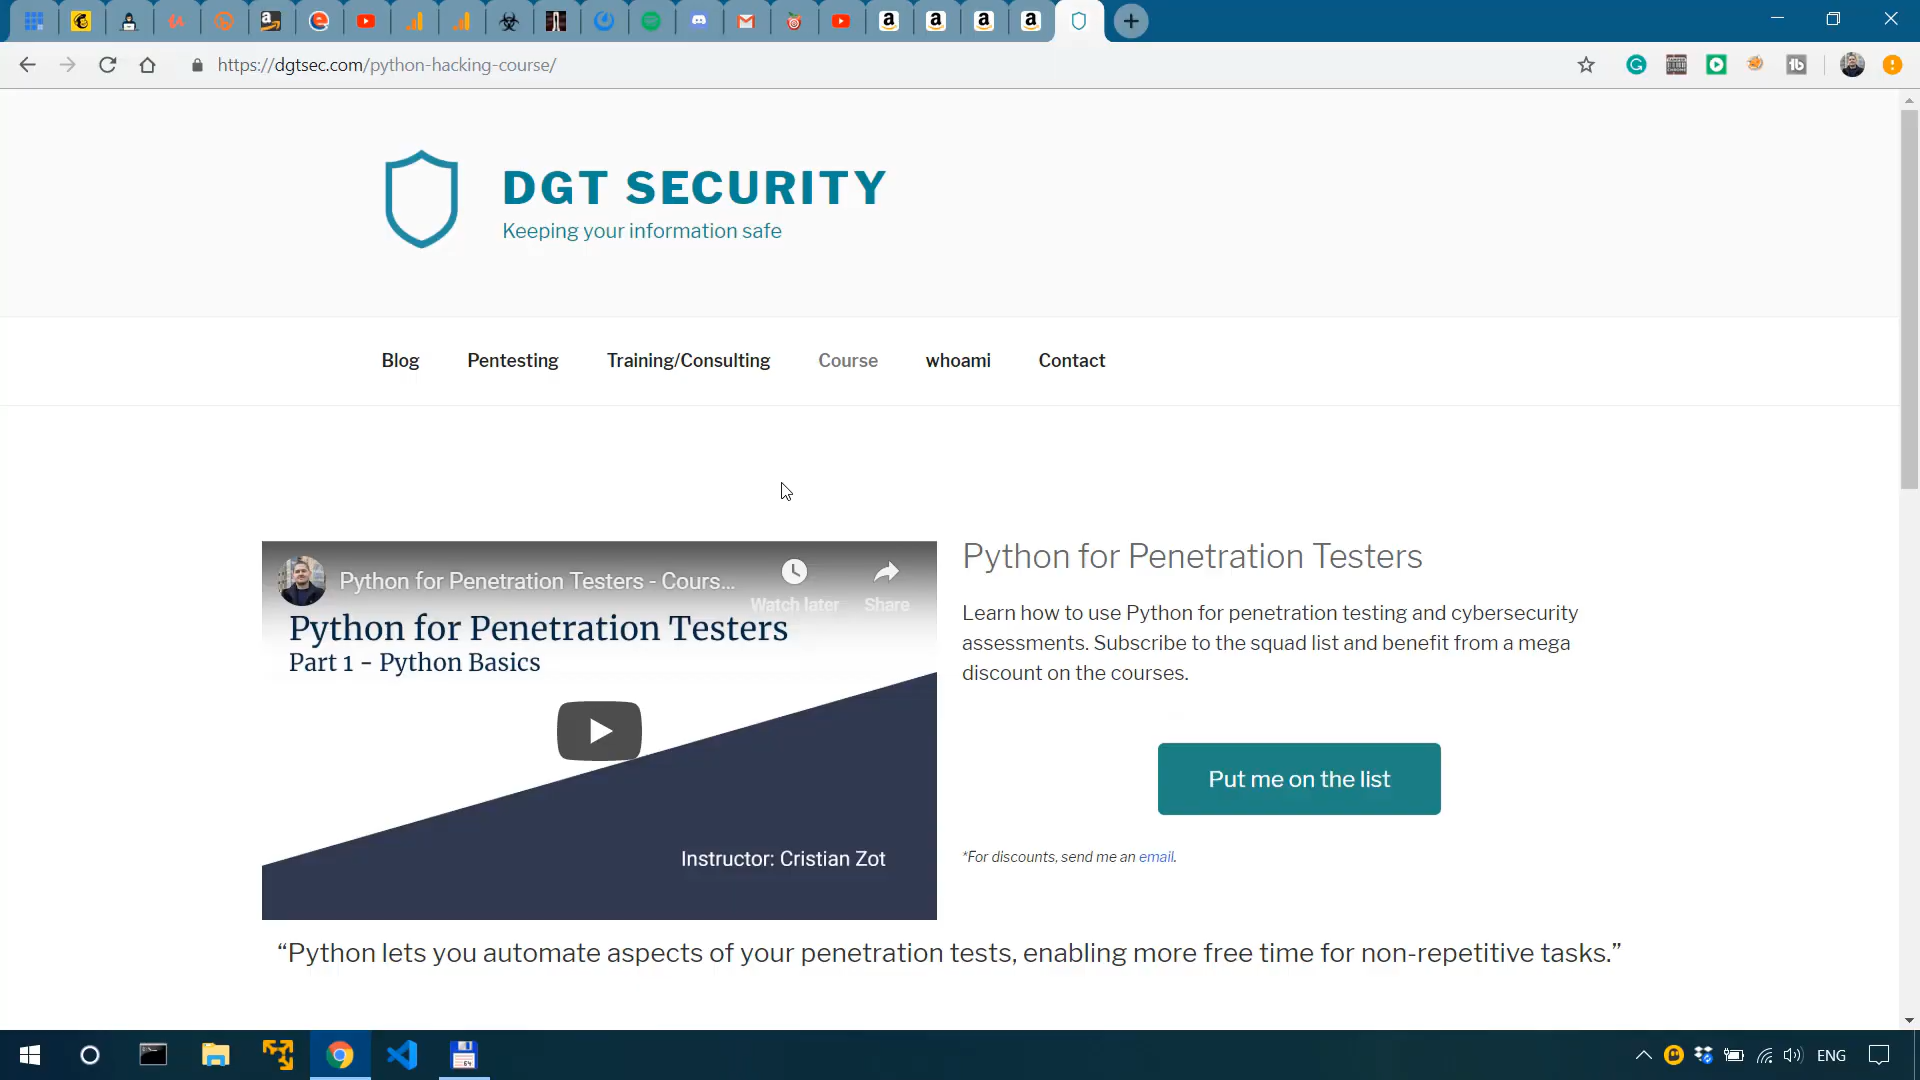 https://dgtsec.com/python-hacking-course/
DGT SECURITY
Keeping your information safe
Blog Pentesting Training/Consulting Course whoami Contact
Python for Penetration Testers - Cours...
Watch later Share
Python for Penetration Testers
Part 1 - Python Basics
Instructor: Cristian Zot
Python for Penetration Testers
Learn how to use Python for penetration testing and cybersecurity
assessments. Subscribe to the squad list and benefit from a mega
discount on the courses.
Put me on the list
*For discounts, send me an email.
“Python lets you automate aspects of your penetration tests, enabling more free time for non-repetitive tasks.”
ENG